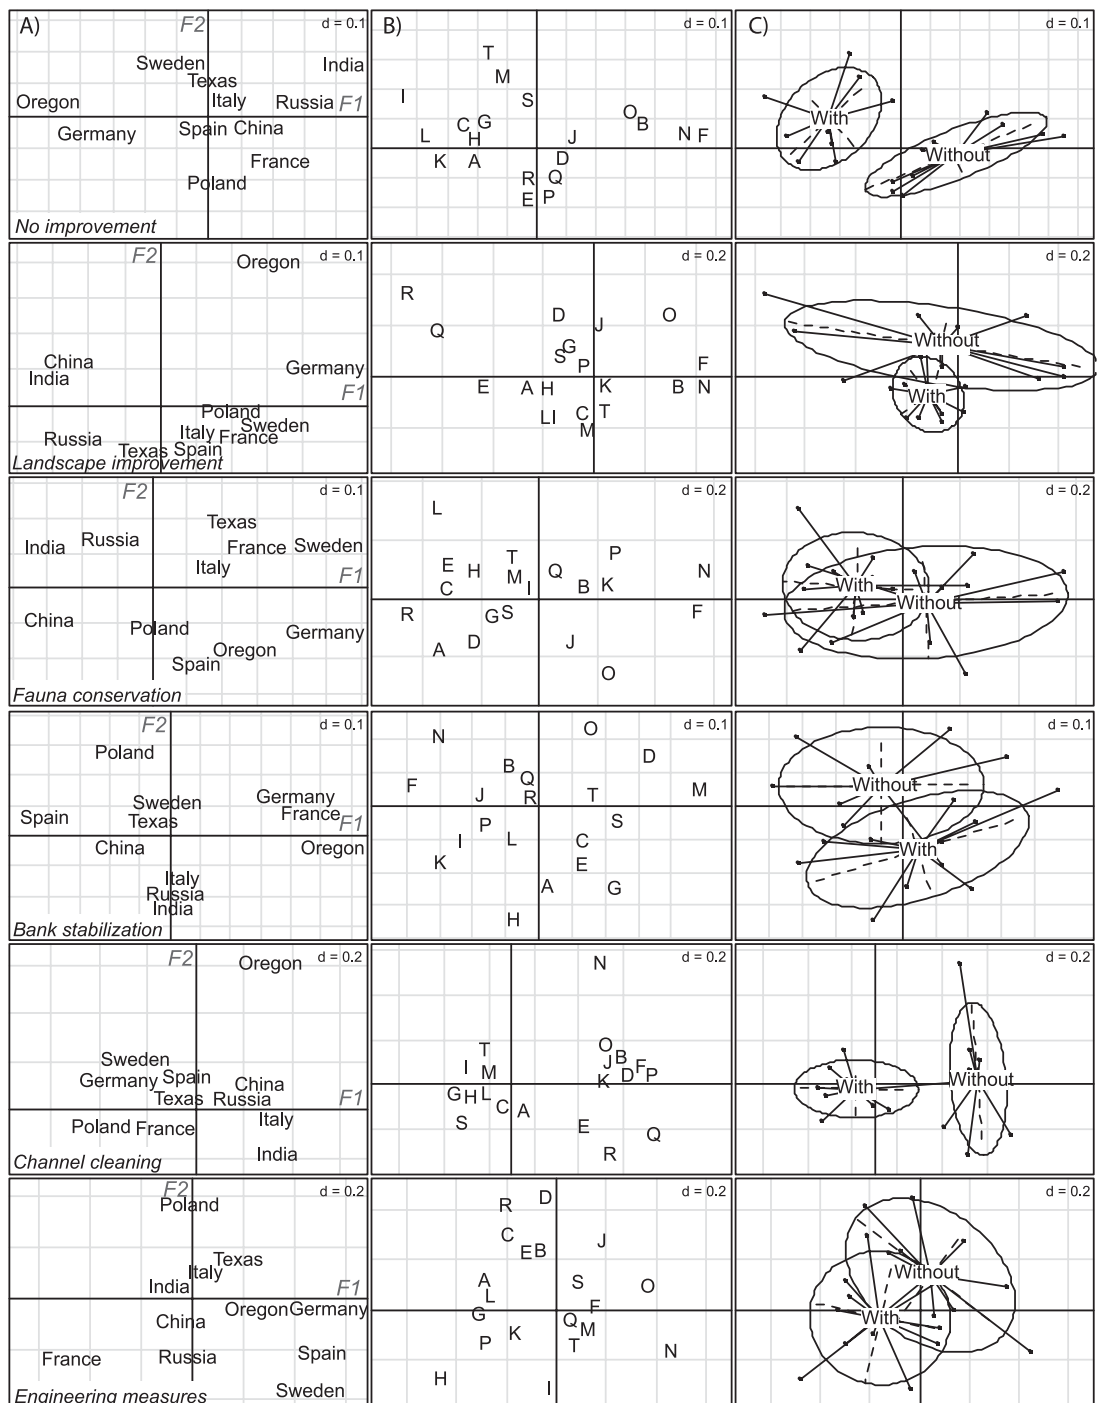 A)
F2
d = 0.1
Sweden
India
Texas
Oregon
Italy
Russia
F1
Germany
Spain
China
France
Poland
No improvement
B)
d = 0.1
T
M
I
S
O
B
C
G
L
H
J
N
F
K
A
D
R
Q
E
P
C)
d = 0.1
With
Without
F2
d = 0.1
Oregon
China
India
Germany
F1
Poland
Sweden
Italy
France
Russia
Texas
Spain
Landscape improvement
d = 0.2
R
Q
D
J
O
G
S
P
F
E
A
H
K
B
N
L
I
C
T
M
d = 0.2
Without
With
F2
d = 0.1
Texas
India
Russia
France
Sweden
Italy
F1
China
Poland
Germany
Oregon
Spain
Fauna conservation
d = 0.2
L
E
H
T
M
Q
P
N
C
I
B
K
R
G
S
F
A
D
J
O
d = 0.2
With
Without
F2
d = 0.1
Poland
Sweden
Germany
Spain
Texas
France
F1
China
Oregon
Italy
Russia
India
Bank stabilization
d = 0.1
N
O
D
B
Q
F
J
R
T
M
P
S
I
L
C
K
E
A
G
H
d = 0.1
Without
With
F2
d = 0.2
Oregon
Sweden
Germany
Spain
China
Texas
Russia
F1
Poland
France
Italy
India
Channel cleaning
d = 0.2
N
T
O
I
M
J
B
F
K
D
P
G
H
L
C
A
S
E
Q
R
d = 0.2
With
Without
F2
d = 0.2
Poland
Texas
Italy
India
F1
Oregon
Germany
China
France
Russia
Spain
Sweden
Engineering measures
d = 0.2
R
D
C
E
B
J
A
L
S
O
G
F
Q
M
P
K
T
N
H
I
d = 0.2
Without
With